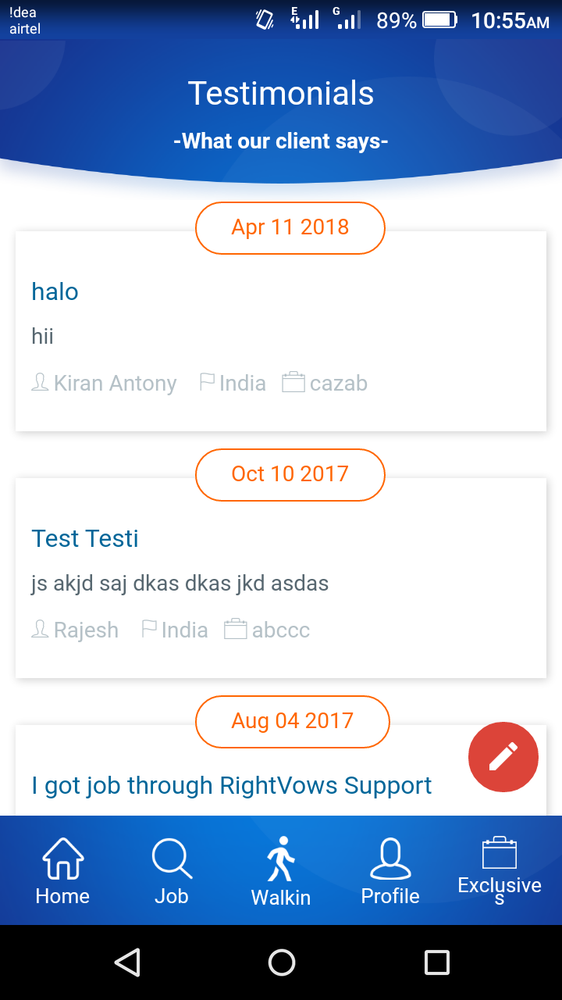 !dea
airtel
E
G
89%
10:55AM
Testimonials
-What our client says-
Apr 11 2018
halo
hii
Kiran Antony India cazab
Oct 10 2017
Test Testi
js akjd saj dkas dkas jkd asdas
Rajesh India abccc
Aug 04 2017
I got job through RightVows Support
Home
Job
Walkin
Profile
Exclusive
s